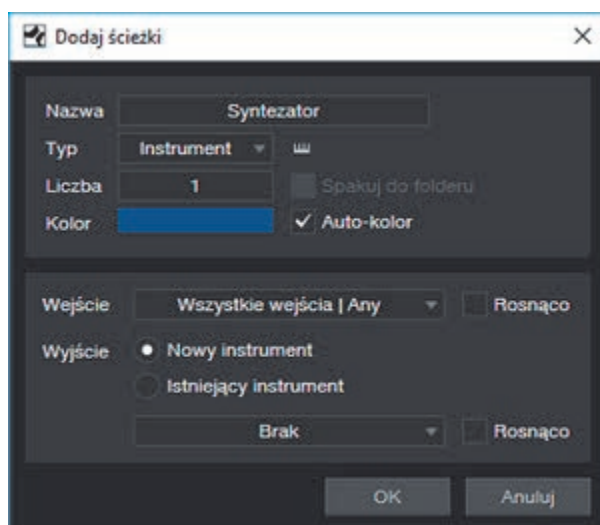 Dodaj ścieżki
Nazwa Syntezator
Typ Instrument
Liczba 1 Spakuj do folderu
Kolor Auto-kolor
Wejście Wszystkie wejścia | Any Rosnąco
Wyjście Nowy instrument
Istniejący instrument
Brak Rosnąco
OK Anuluj